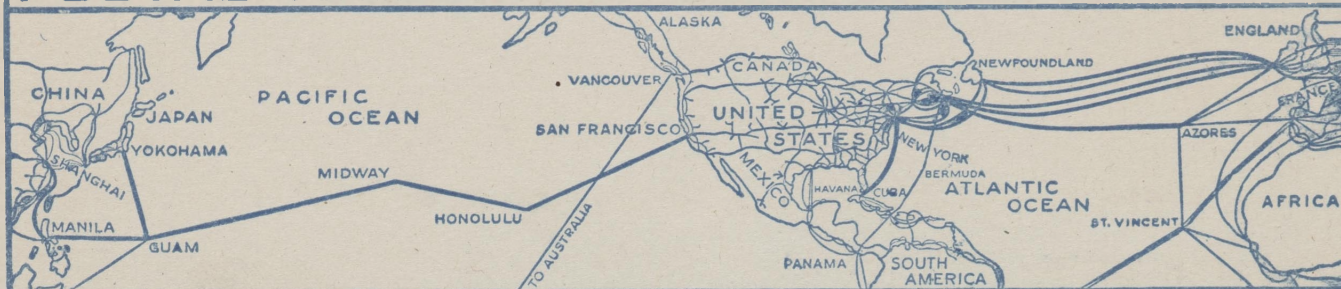 ALASKA
ENGLAND
NEWFOUNDLAND
CANADA
VANCOUVER
CHINA
PACIFIC
OCEAN
FRANCE
JAPAN
UNITED
STATES
SAN FRANCISCO
AZORES
YOKOHAMA
SHANGHAI
NEW YORK
MEXICO
MIDWAY
BERMUDA
HAVANA
CUBA
ATLANTIC
OCEAN
AFRICA
HONOLULU
MANILA
GUAM
ST. VINCENT
TO AUSTRALIA
PANAMA
SOUTH
AMERICA